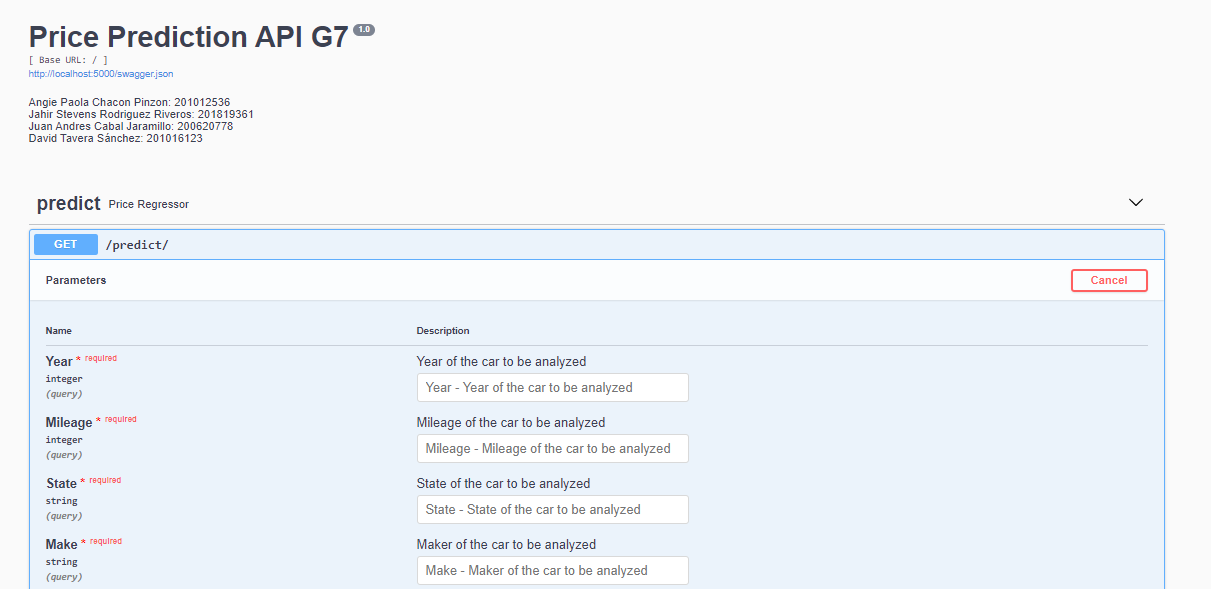 Price Prediction API G7 1.0
[ Base URL: / ]
http://localhost:5000/swagger.json
Angie Paola Chacon Pinzon: 201012536
Jahir Stevens Rodriguez Riveros: 201819361
Juan Andres Cabal Jaramillo: 200620778
David Tavera Sánchez: 201016123
predict Price Regressor
GET /predict/
Parameters Cancel
Name Description
Year * required Year of the car to be analyzed
integer Year - Year of the car to be analyzed
(query)
Mileage * required Mileage of the car to be analyzed
integer Mileage - Mileage of the car to be analyzed
(query)
State * required State of the car to be analyzed
string State - State of the car to be analyzed
(query)
Make * required Maker of the car to be analyzed
string Make - Maker of the car to be analyzed
(query)